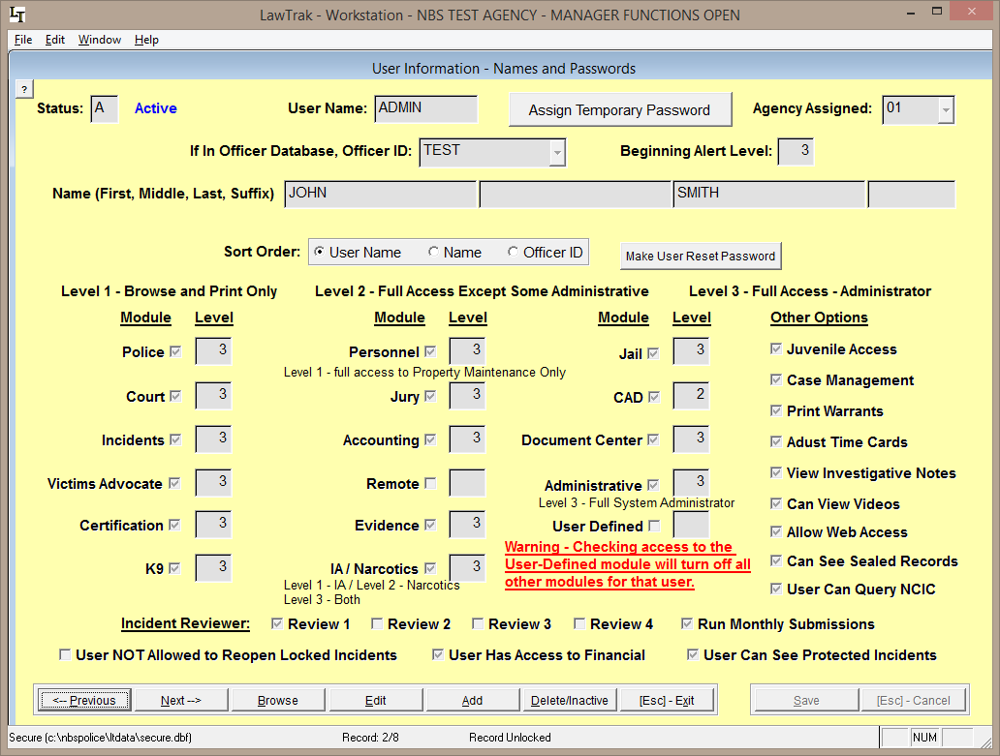 LT LawTrak - Workstation - NBS TEST AGENCY - MANAGER FUNCTIONS OPEN
File Edit Window Help
User Information - Names and Passwords
?
Status: A Active User Name: ADMIN Assign Temporary Password Agency Assigned: 01
If In Officer Database, Officer ID: TEST Beginning Alert Level: 3
Name (First, Middle, Last, Suffix) JOHN SMITH
Sort Order: User Name Name Officer ID Make User Reset Password
Level 1 - Browse and Print Only Level 2 - Full Access Except Some Administrative Level 3 - Full Access - Administrator
Module Level Module Level Module Level Other Options
Police 3 Personnel 3 Jail 3 Juvenile Access
Level 1 - full access to Property Maintenance Only
Case Management
Court 3 Jury 3 CAD 2
Print Warrants
Incidents 3 Accounting 3 Document Center 3 Adust Time Cards
View Investigative Notes
Victims Advocate 3 Remote Administrative 3
Level 3 - Full System Administrator Can View Videos
Certification 3 Evidence 3 User Defined Allow Web Access
Warning - Checking access to the
User-Defined module will turn off all Can See Sealed Records
K9 3 IA / Narcotics 3
other modules for that user.
Level 1 - IA / Level 2 - Narcotics User Can Query NCIC
Level 3 - Both
Incident Reviewer: Review 1 Review 2 Review 3 Review 4 Run Monthly Submissions
User NOT Allowed to Reopen Locked Incidents User Has Access to Financial User Can See Protected Incidents
<-- Previous Next --> Browse Edit Add Delete/Inactive [Esc] - Exit Save [Esc] - Cancel
Secure (c:\nbspolice\ltdata\secure.dbf) Record: 2/8 Record Unlocked NUM